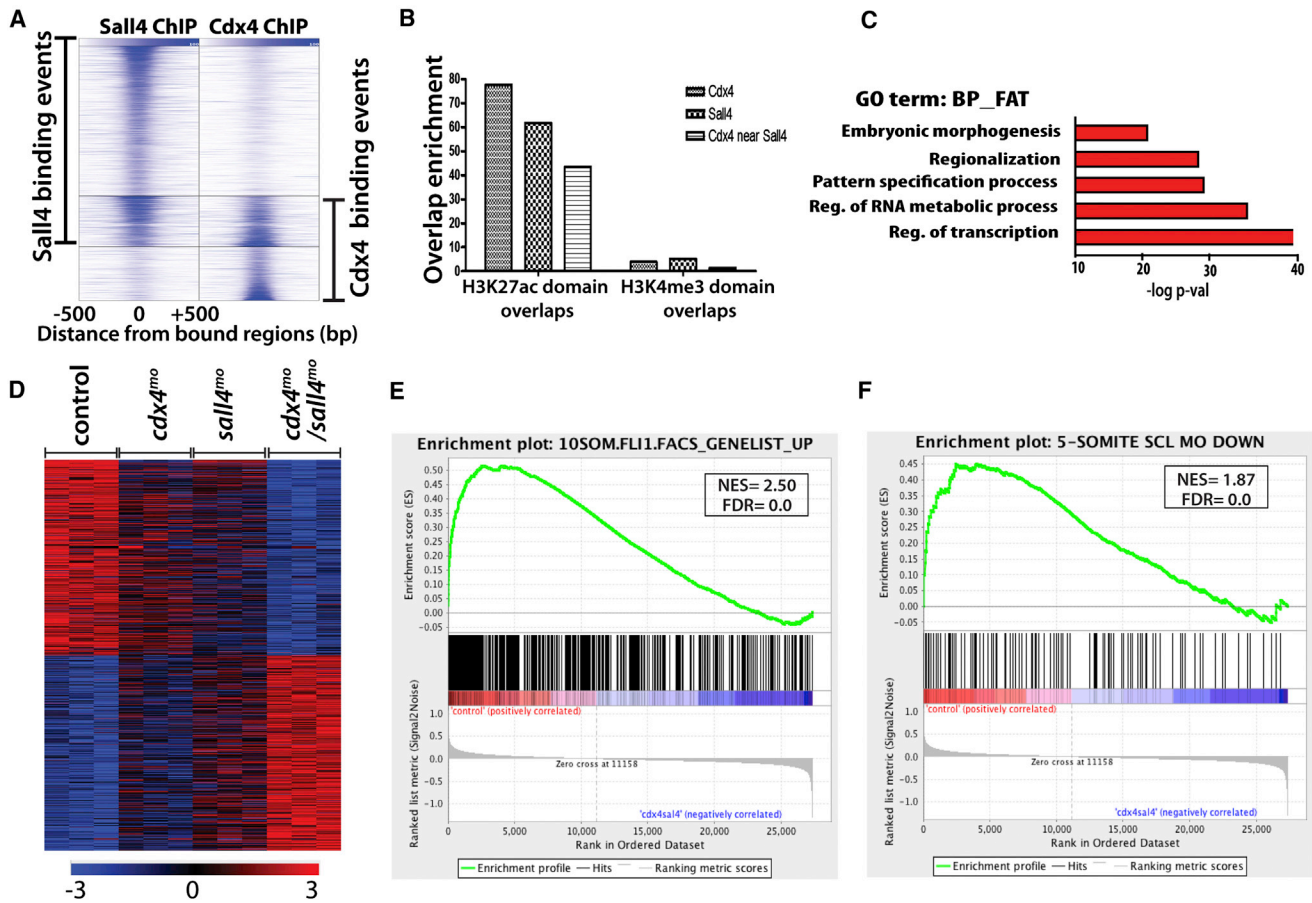 A
Sall4 ChIP Cdx4 ChIP
Sall4 binding events
Cdx4 binding events
-500 0 +500
Distance from bound regions (bp)
B
Overlap enrichment
80
70
60
50
40
30
20
10
0
Cdx4
Sall4
Cdx4 near Sall4
H3K27ac domain overlaps
H3K4me3 domain overlaps
C
GO term: BP_FAT
Embryonic morphogenesis
Regionalization
Pattern specification proccess
Reg. of RNA metabolic process
Reg. of transcription
10 20 30 40
-log p-val
D
control
cdx4mo
sall4mo
cdx4mo
/sall4mo
-3 0 3
E
Enrichment plot: 10SOM.FLI1.FACS_GENELIST_UP
NES= 2.50
FDR= 0.0
Enrichment score (ES)
0.50
0.45
0.40
0.35
0.30
0.25
0.20
0.15
0.10
0.05
0.00
-0.05
'control' (positively correlated)
Ranked list metric (Signal2Noise)
1.0
0.5
0.0
-0.5
-1.0
Zero cross at 11158
'cdx4sal4' (negatively correlated)
0 5,000 10,000 15,000 20,000 25,000
Rank in Ordered Dataset
Enrichment profile Hits Ranking metric scores
F
Enrichment plot: 5-SOMITE SCL MO DOWN
NES= 1.87
FDR= 0.0
Enrichment score (ES)
0.45
0.40
0.35
0.30
0.25
0.20
0.15
0.10
0.05
0.00
-0.05
'control' (positively correlated)
Ranked list metric (Signal2Noise)
1.0
0.5
0.0
-0.5
-1.0
Zero cross at 11158
'cdx4sal4' (negatively correlated)
0 5,000 10,000 15,000 20,000 25,000
Rank in Ordered Dataset
Enrichment profile Hits Ranking metric scores